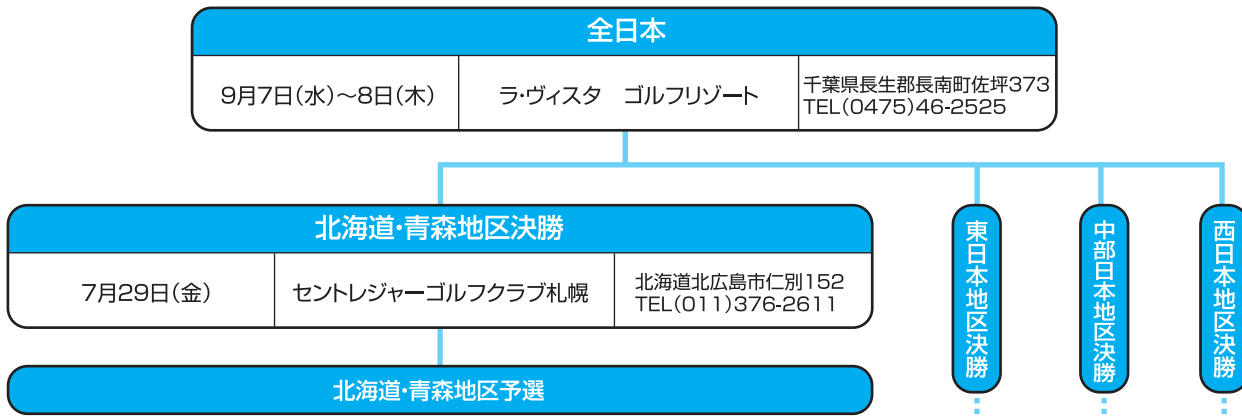 全日本
9月7日(水)～8日(木)
ラ・ヴィスタ　ゴルフリゾート
千葉県長生郡長南町佐坪373
TEL(0475)46-2525
北海道・青森地区決勝
7月29日(金)
セントレジャーゴルフクラブ札幌
北海道北広島市仁別152
TEL(011)376-2611
北海道・青森地区予選
東日本地区決勝
中部日本地区決勝
西日本地区決勝